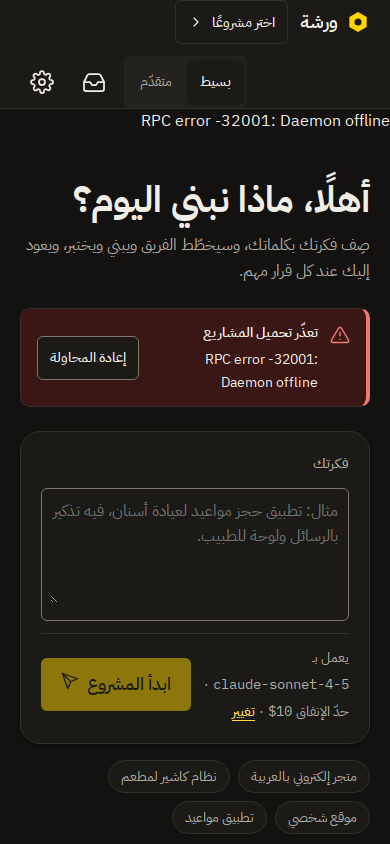 ورشة
اختر مشروعًا
بسيط
متقدّم
RPC error -32001: Daemon offline
أهلًا، ماذا نبني اليوم؟
صِف فكرتك بكلماتك، وسيخطّط الفريق ويبني ويختبر، ويعود
إليك عند كل قرار مهم.
تعذّر تحميل المشاريع
RPC error -32001:
Daemon offline
إعادة المحاولة
فكرتك
مثال: تطبيق حجز مواعيد لعيادة أسنان، فيه تذكير
بالرسائل ولوحة للطبيب.
يعمل بـ
claude-sonnet-4-5 ·
حدّ الإنفاق $10 · تغيير
ابدأ المشروع
متجر إلكتروني بالعربية
نظام كاشير لمطعم
موقع شخصي
تطبيق مواعيد